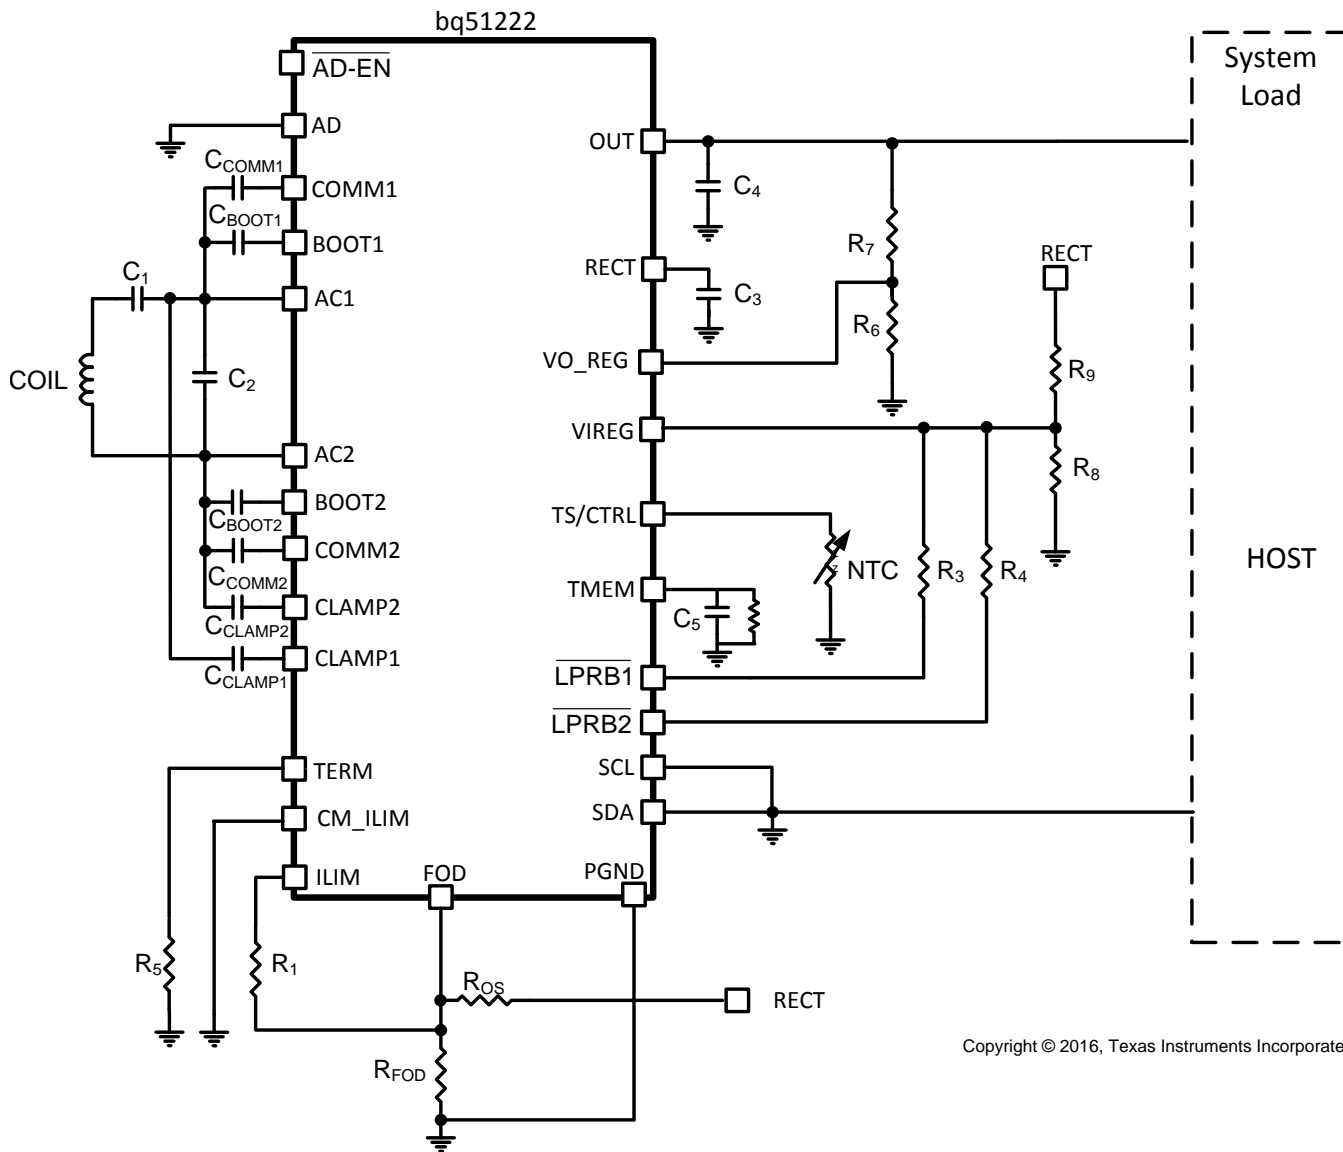 bq51222
System
Load
AD-EN
AD
OUT
CCOMM1
C4
COMM1
CBOOT1
BOOT1
R7
RECT
RECT
C1
C3
AC1
R6
VO_REG
R9
COIL
C2
VIREG
AC2
R8
BOOT2
TS/CTRL
CBOOT2
COMM2
HOST
z
NTC
R3
R4
CCOMM2
TMEM
CLAMP2
C5
CCLAMP2
CLAMP1
CCLAMP1
LPRB1
LPRB2
TERM
SCL
CM_ILIM
SDA
ILIM
FOD
PGND
R5
R1
ROS
RECT
RFOD
Copyright © 2016, Texas Instruments Incorporate